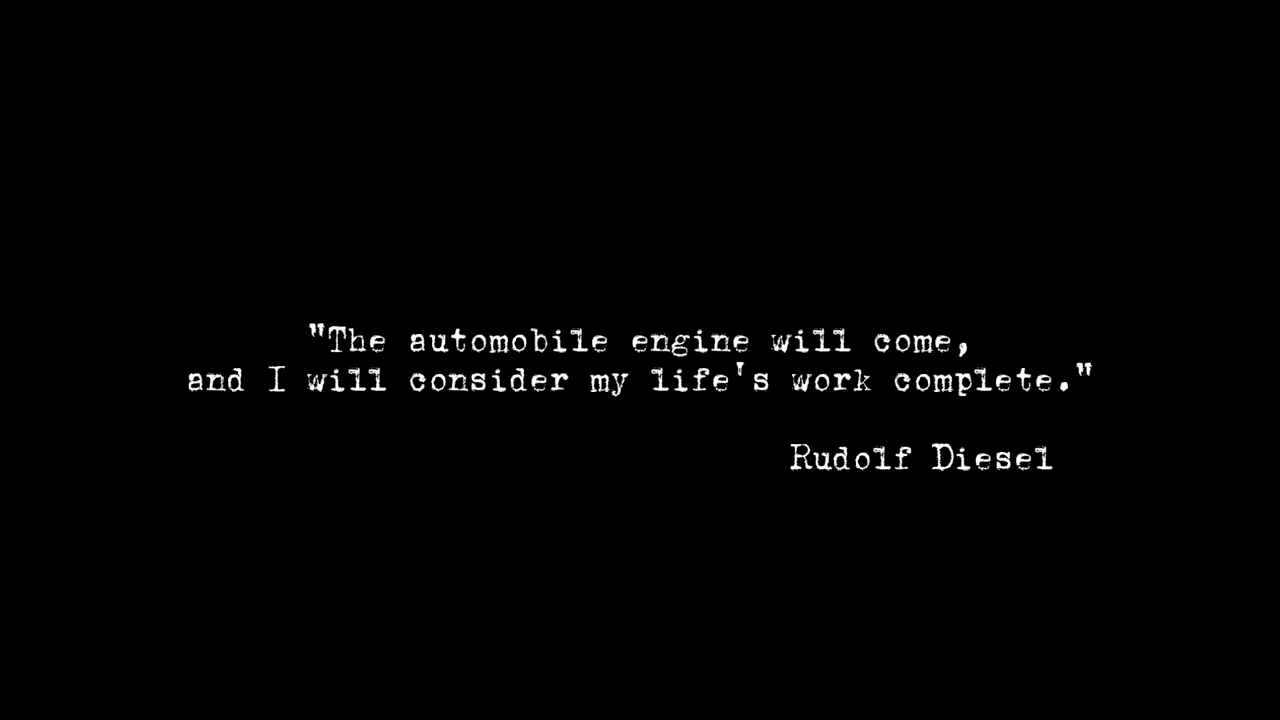 "The automobile engine will come,
and I will consider my life's work complete."
Rudolf Diesel